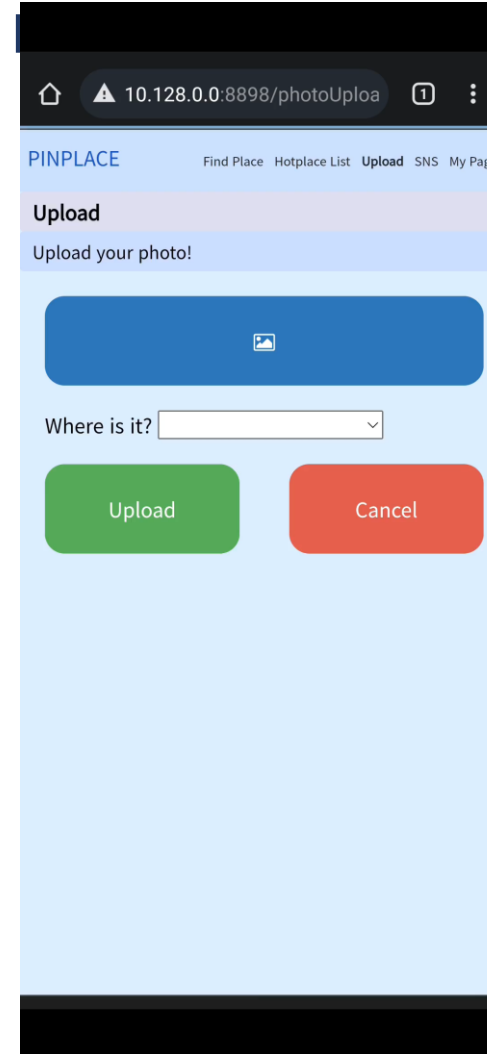 10.128.0.0:8898/photoUploa
1
PINPLACE Find Place Hotplace List Upload SNS My Pag
Upload
Upload your photo!
Where is it?
Upload Cancel